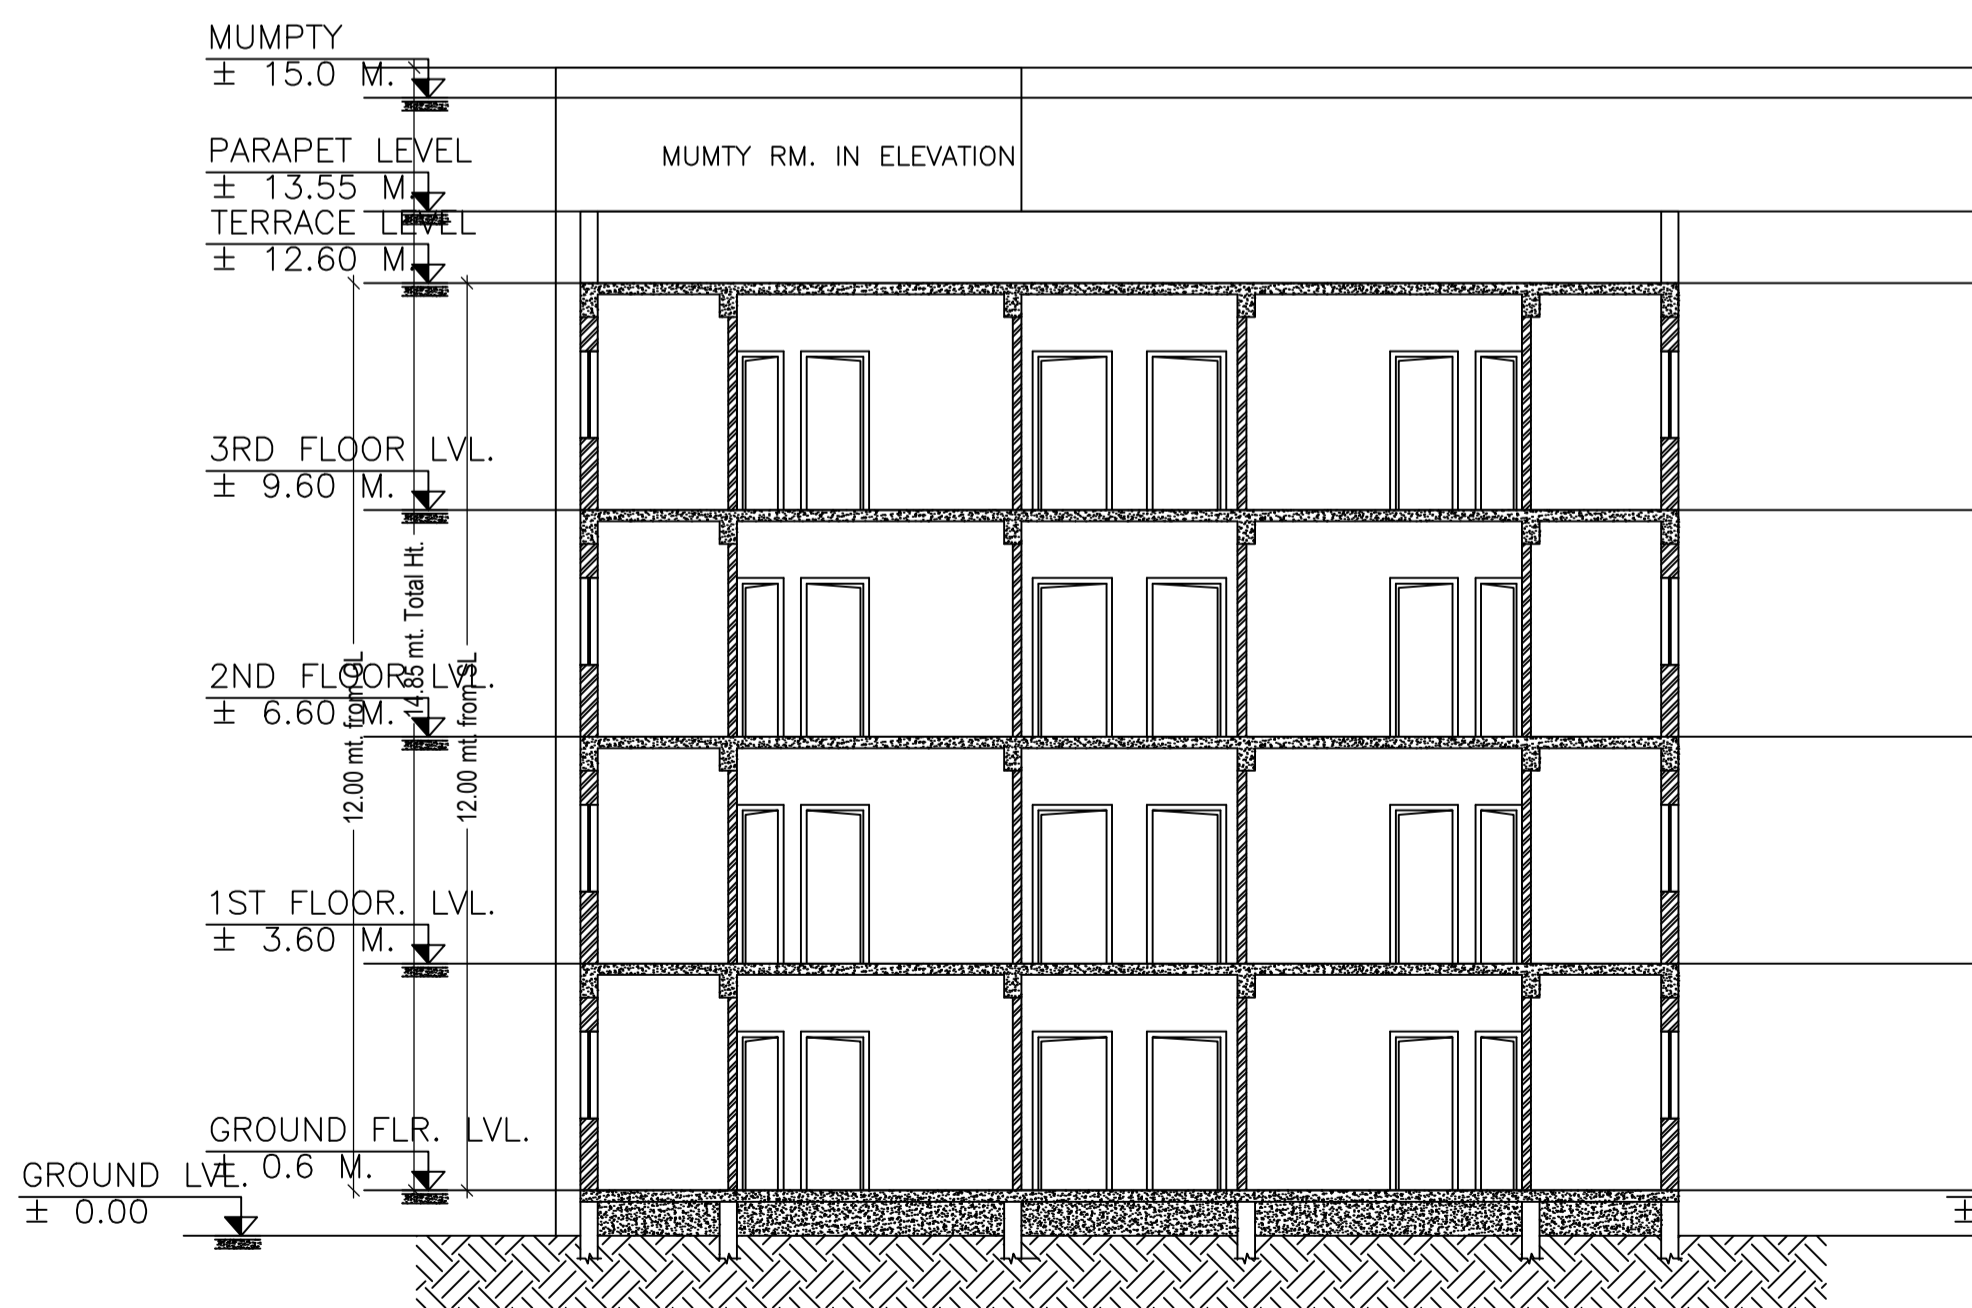 MUMPTY
± 15.0 M.
MUMTY RM. IN ELEVATION
PARAPET LEVEL
± 13.55 M.
TERRACE LEVEL
± 12.60 M.
3RD FLOOR LVL.
± 9.60 M.
14.85 mt. Total Ht.
12.00 mt. from GL
12.00 mt. from SL
2ND FLOOR LVL.
± 6.60 M.
1ST FLOOR. LVL.
± 3.60 M.
GROUND FLR. LVL.
± 0.6 M.
GROUND LVL.
± 0.00
±